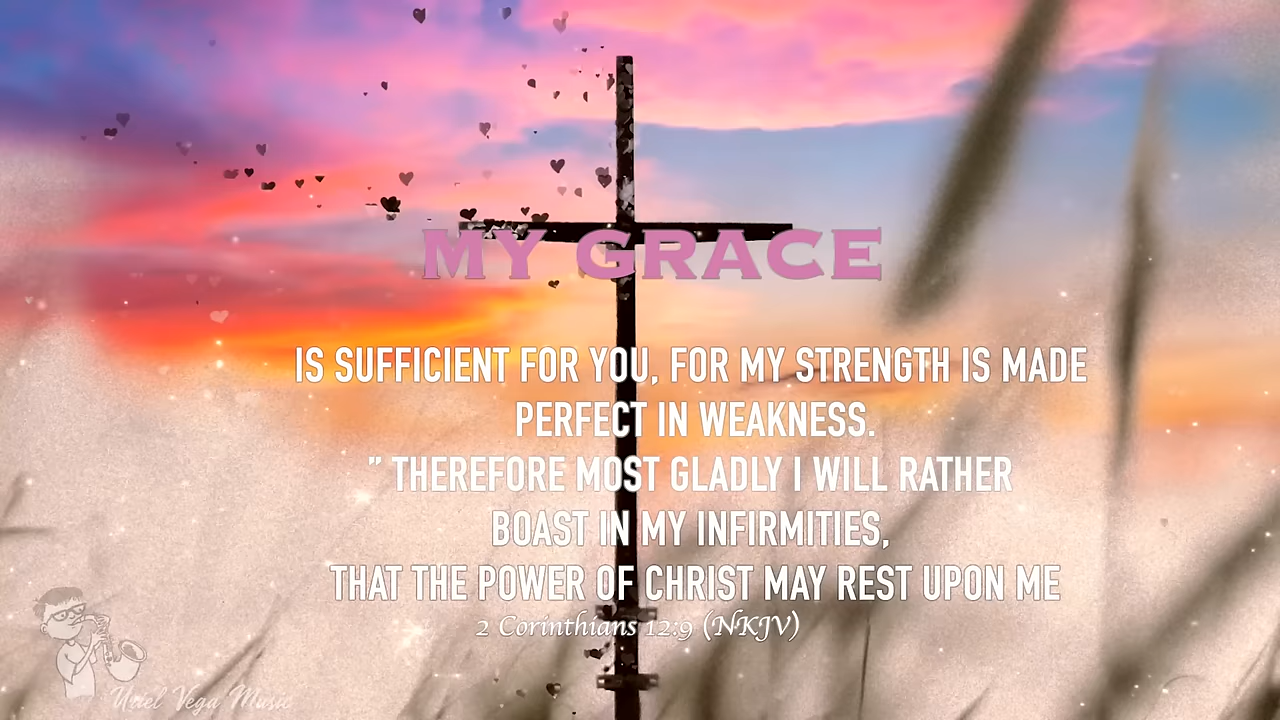 MY GRACE
IS SUFFICIENT FOR YOU, FOR MY STRENGTH IS MADE
PERFECT IN WEAKNESS.
” THEREFORE MOST GLADLY I WILL RATHER
BOAST IN MY INFIRMITIES,
THAT THE POWER OF CHRIST MAY REST UPON ME
2 Corinthians 12:9 (NKJV)
Uriel Vega Music